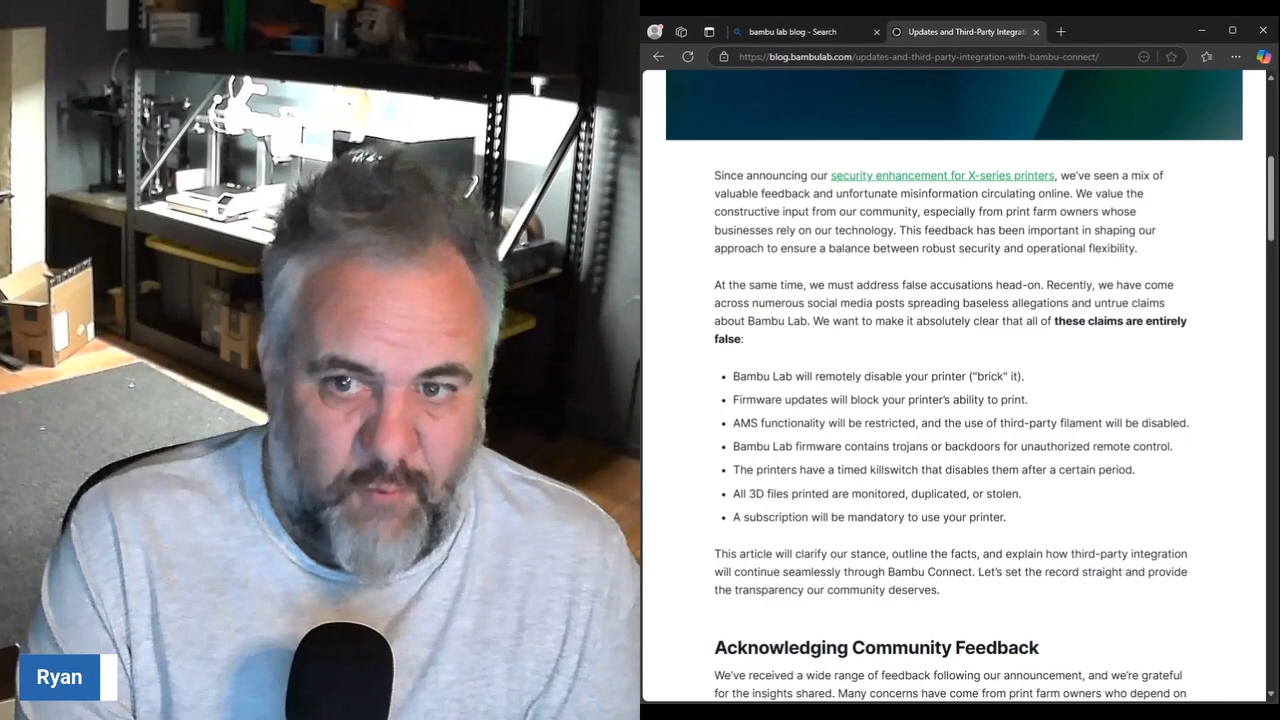 bambu lab blog - Search
Updates and Third-Party Integrat
https://blog.bambulab.com/updates-and-third-party-integration-with-bambu-connect/
Since announcing our security enhancement for X-series printers, we've seen a mix of
valuable feedback and unfortunate misinformation circulating online. We value the
constructive input from our community, especially from print farm owners whose
businesses rely on our technology. This feedback has been important in shaping our
approach to ensure a balance between robust security and operational flexibility.
At the same time, we must address false accusations head-on. Recently, we have come
across numerous social media posts spreading baseless allegations and untrue claims
about Bambu Lab. We want to make it absolutely clear that all of these claims are entirely
false:
• Bambu Lab will remotely disable your printer ("brick" it).
• Firmware updates will block your printer's ability to print.
• AMS functionality will be restricted, and the use of third-party filament will be disabled.
• Bambu Lab firmware contains trojans or backdoors for unauthorized remote control.
• The printers have a timed killswitch that disables them after a certain period.
• All 3D files printed are monitored, duplicated, or stolen.
• A subscription will be mandatory to use your printer.
This article will clarify our stance, outline the facts, and explain how third-party integration
will continue seamlessly through Bambu Connect. Let's set the record straight and provide
the transparency our community deserves.
Acknowledging Community Feedback
We've received a wide range of feedback following our announcement, and we're grateful
for the insights shared. Many concerns have come from print farm owners who depend on
Ryan